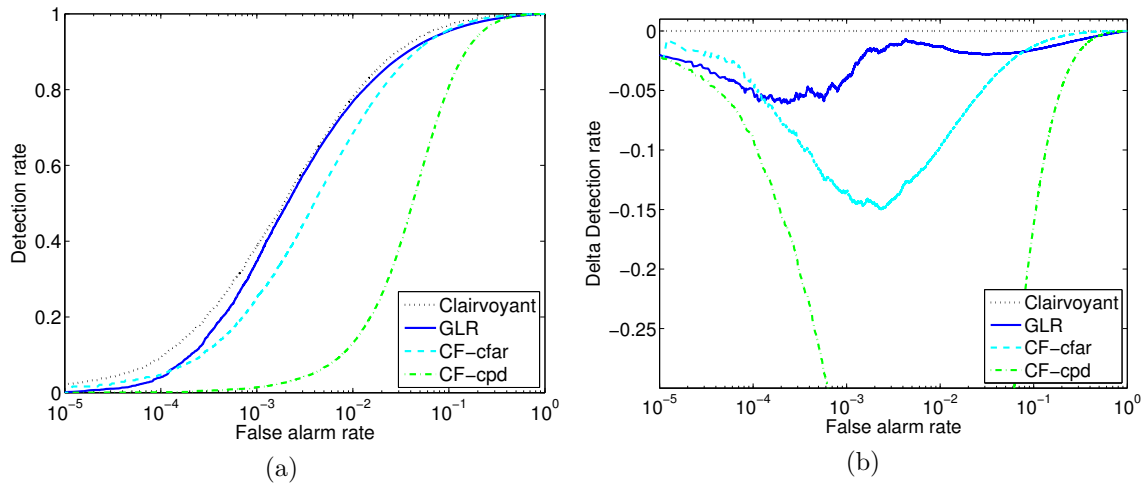 1
0.8
0.6
0.4
0.2
0
Detection rate
10^−5
10^−4
10^−3
10^−2
10^−1
10^0
False alarm rate
Clairvoyant
GLR
CF−cfar
CF−cpd
(a)
0
−0.05
−0.1
−0.15
−0.2
−0.25
Delta Detection rate
10^−5
10^−4
10^−3
10^−2
10^−1
10^0
False alarm rate
Clairvoyant
GLR
CF−cfar
CF−cpd
(b)